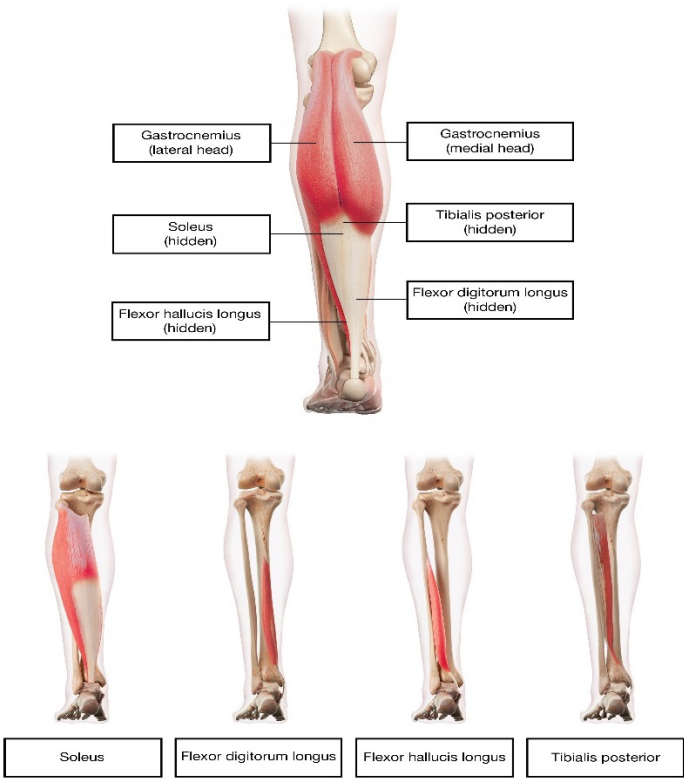 Gastrocnemius
(lateral head)
Gastrocnemius
(medial head)
Soleus
(hidden)
Tibialis posterior
(hidden)
Flexor hallucis longus
(hidden)
Flexor digitorum longus
(hidden)
Soleus
Flexor digitorum longus
Flexor hallucis longus
Tibialis posterior